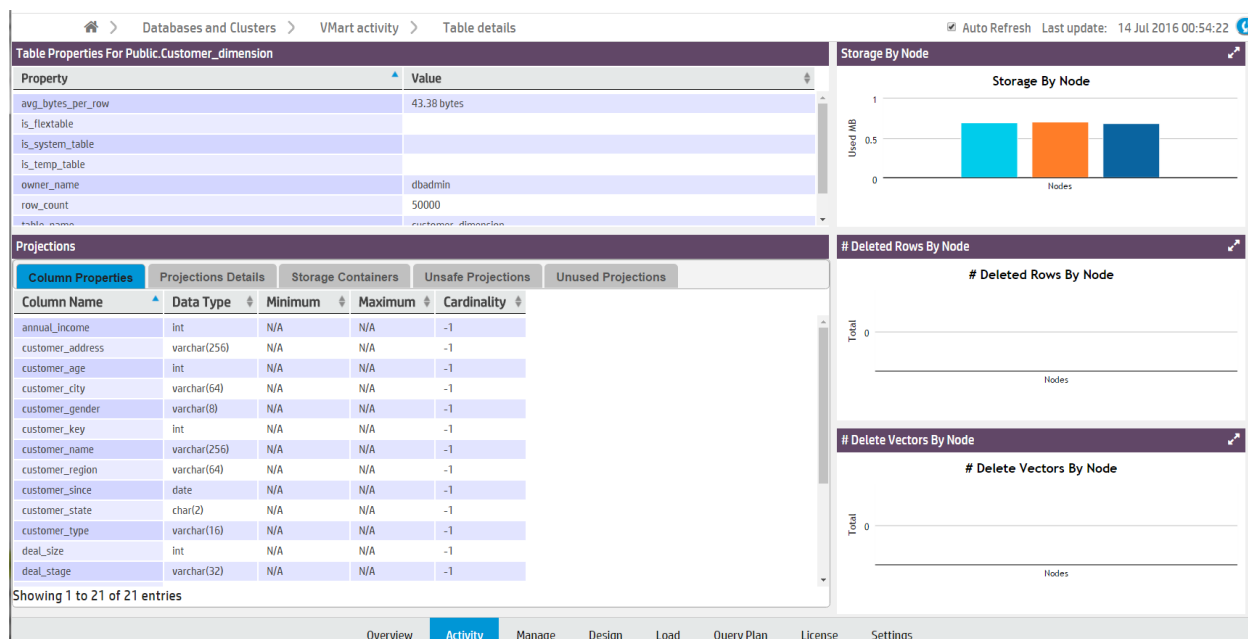 Databases and Clusters > VMart activity > Table details
Auto Refresh Last update: 14 Jul 2016 00:54:22
Table Properties For Public.Customer_dimension
Property Value
avg_bytes_per_row 43.38 bytes
is_flextable
is_system_table
is_temp_table
owner_name dbadmin
row_count 50000
table_name customer_dimension
Projections
Column Properties Projections Details Storage Containers Unsafe Projections Unused Projections
Column Name Data Type Minimum Maximum Cardinality
annual_income int N/A N/A -1
customer_address varchar(256) N/A N/A -1
customer_age int N/A N/A -1
customer_city varchar(64) N/A N/A -1
customer_gender varchar(8) N/A N/A -1
customer_key int N/A N/A -1
customer_name varchar(256) N/A N/A -1
customer_region varchar(64) N/A N/A -1
customer_since date N/A N/A -1
customer_state char(2) N/A N/A -1
customer_type varchar(16) N/A N/A -1
deal_size int N/A N/A -1
deal_stage varchar(32) N/A N/A -1
Showing 1 to 21 of 21 entries
Storage By Node
Storage By Node
1
0.5
0
Used MB
Nodes
# Deleted Rows By Node
# Deleted Rows By Node
Total
0
Nodes
# Delete Vectors By Node
# Delete Vectors By Node
Total
0
Nodes
Overview Activity Manage Design Load Query Plan License Settings